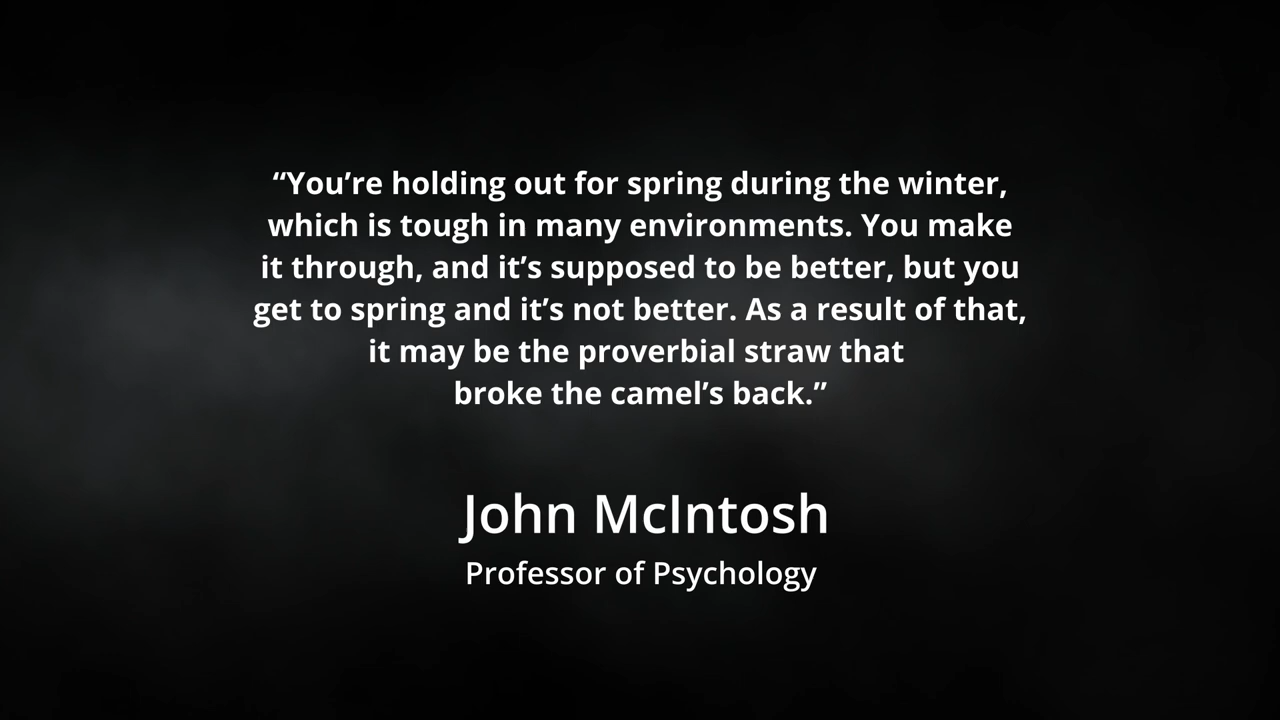 “You’re holding out for spring during the winter,
which is tough in many environments. You make
it through, and it’s supposed to be better, but you
get to spring and it’s not better. As a result of that,
it may be the proverbial straw that
broke the camel’s back.”
John McIntosh
Professor of Psychology